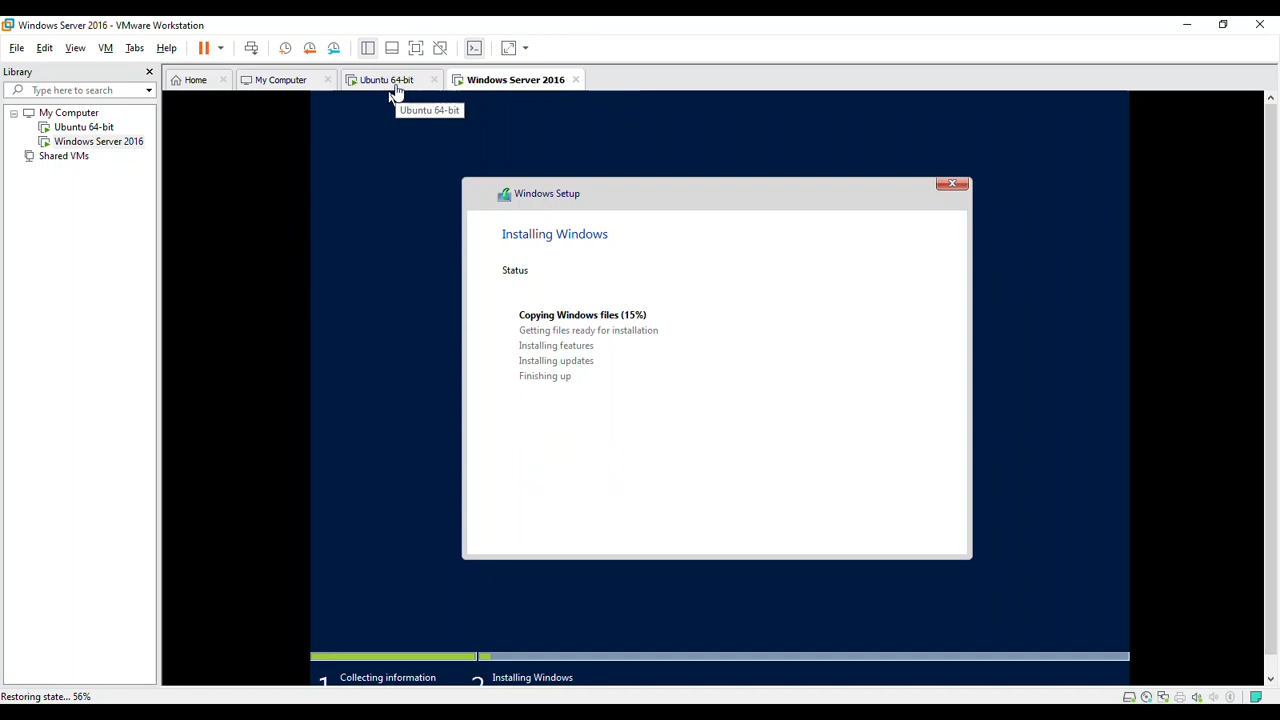 Windows Server 2016 - VMware Workstation
File Edit View VM Tabs Help
Library
Type here to search
My Computer
Ubuntu 64-bit
Windows Server 2016
Shared VMs
Home
My Computer
Ubuntu 64-bit
Windows Server 2016
Ubuntu 64-bit
Windows Setup
Installing Windows
Status
Copying Windows files (15%)
Getting files ready for installation
Installing features
Installing updates
Finishing up
1 Collecting information
2 Installing Windows
Restoring state... 56%